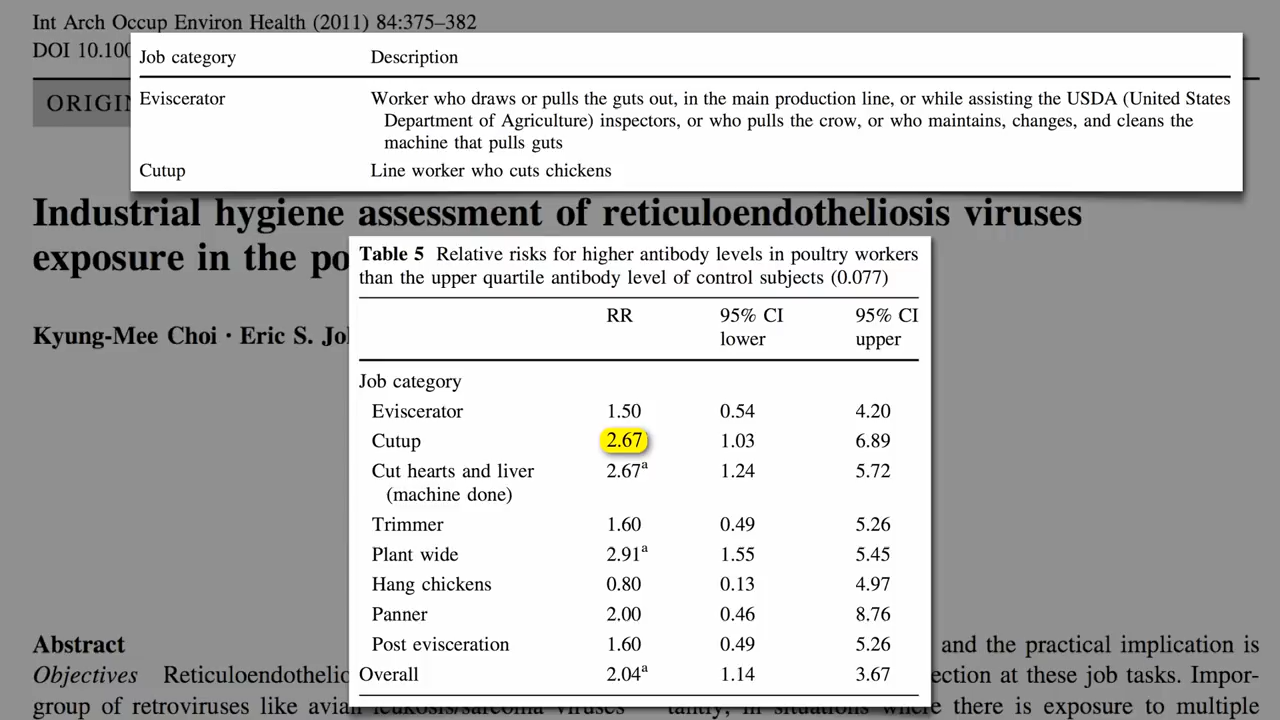 Int Arch Occup Environ Health (2011) 84:375–382
DOI 10.100
ORIGIN
Job category Description
Eviscerator Worker who draws or pulls the guts out, in the main production line, or while assisting the USDA (United States
Department of Agriculture) inspectors, or who pulls the crow, or who maintains, changes, and cleans the
machine that pulls guts
Cutup Line worker who cuts chickens
Industrial hygiene assessment of reticuloendotheliosis viruses
exposure in the po
Kyung-Mee Choi · Eric S. Jo
Table 5 Relative risks for higher antibody levels in poultry workers
than the upper quartile antibody level of control subjects (0.077)
RR 95% CI lower 95% CI upper
Job category
Eviscerator 1.50 0.54 4.20
Cutup 2.67 1.03 6.89
Cut hearts and liver 2.67a 1.24 5.72
(machine done)
Trimmer 1.60 0.49 5.26
Plant wide 2.91a 1.55 5.45
Hang chickens 0.80 0.13 4.97
Panner 2.00 0.46 8.76
Post evisceration 1.60 0.49 5.26
Overall 2.04a 1.14 3.67
Abstract
Objectives Reticuloendothelio
group of retroviruses like avian leukosis/sarcoma viruses
and the practical implication is
ection at these job tasks. Impor-
tantly, in situations where there is exposure to multiple